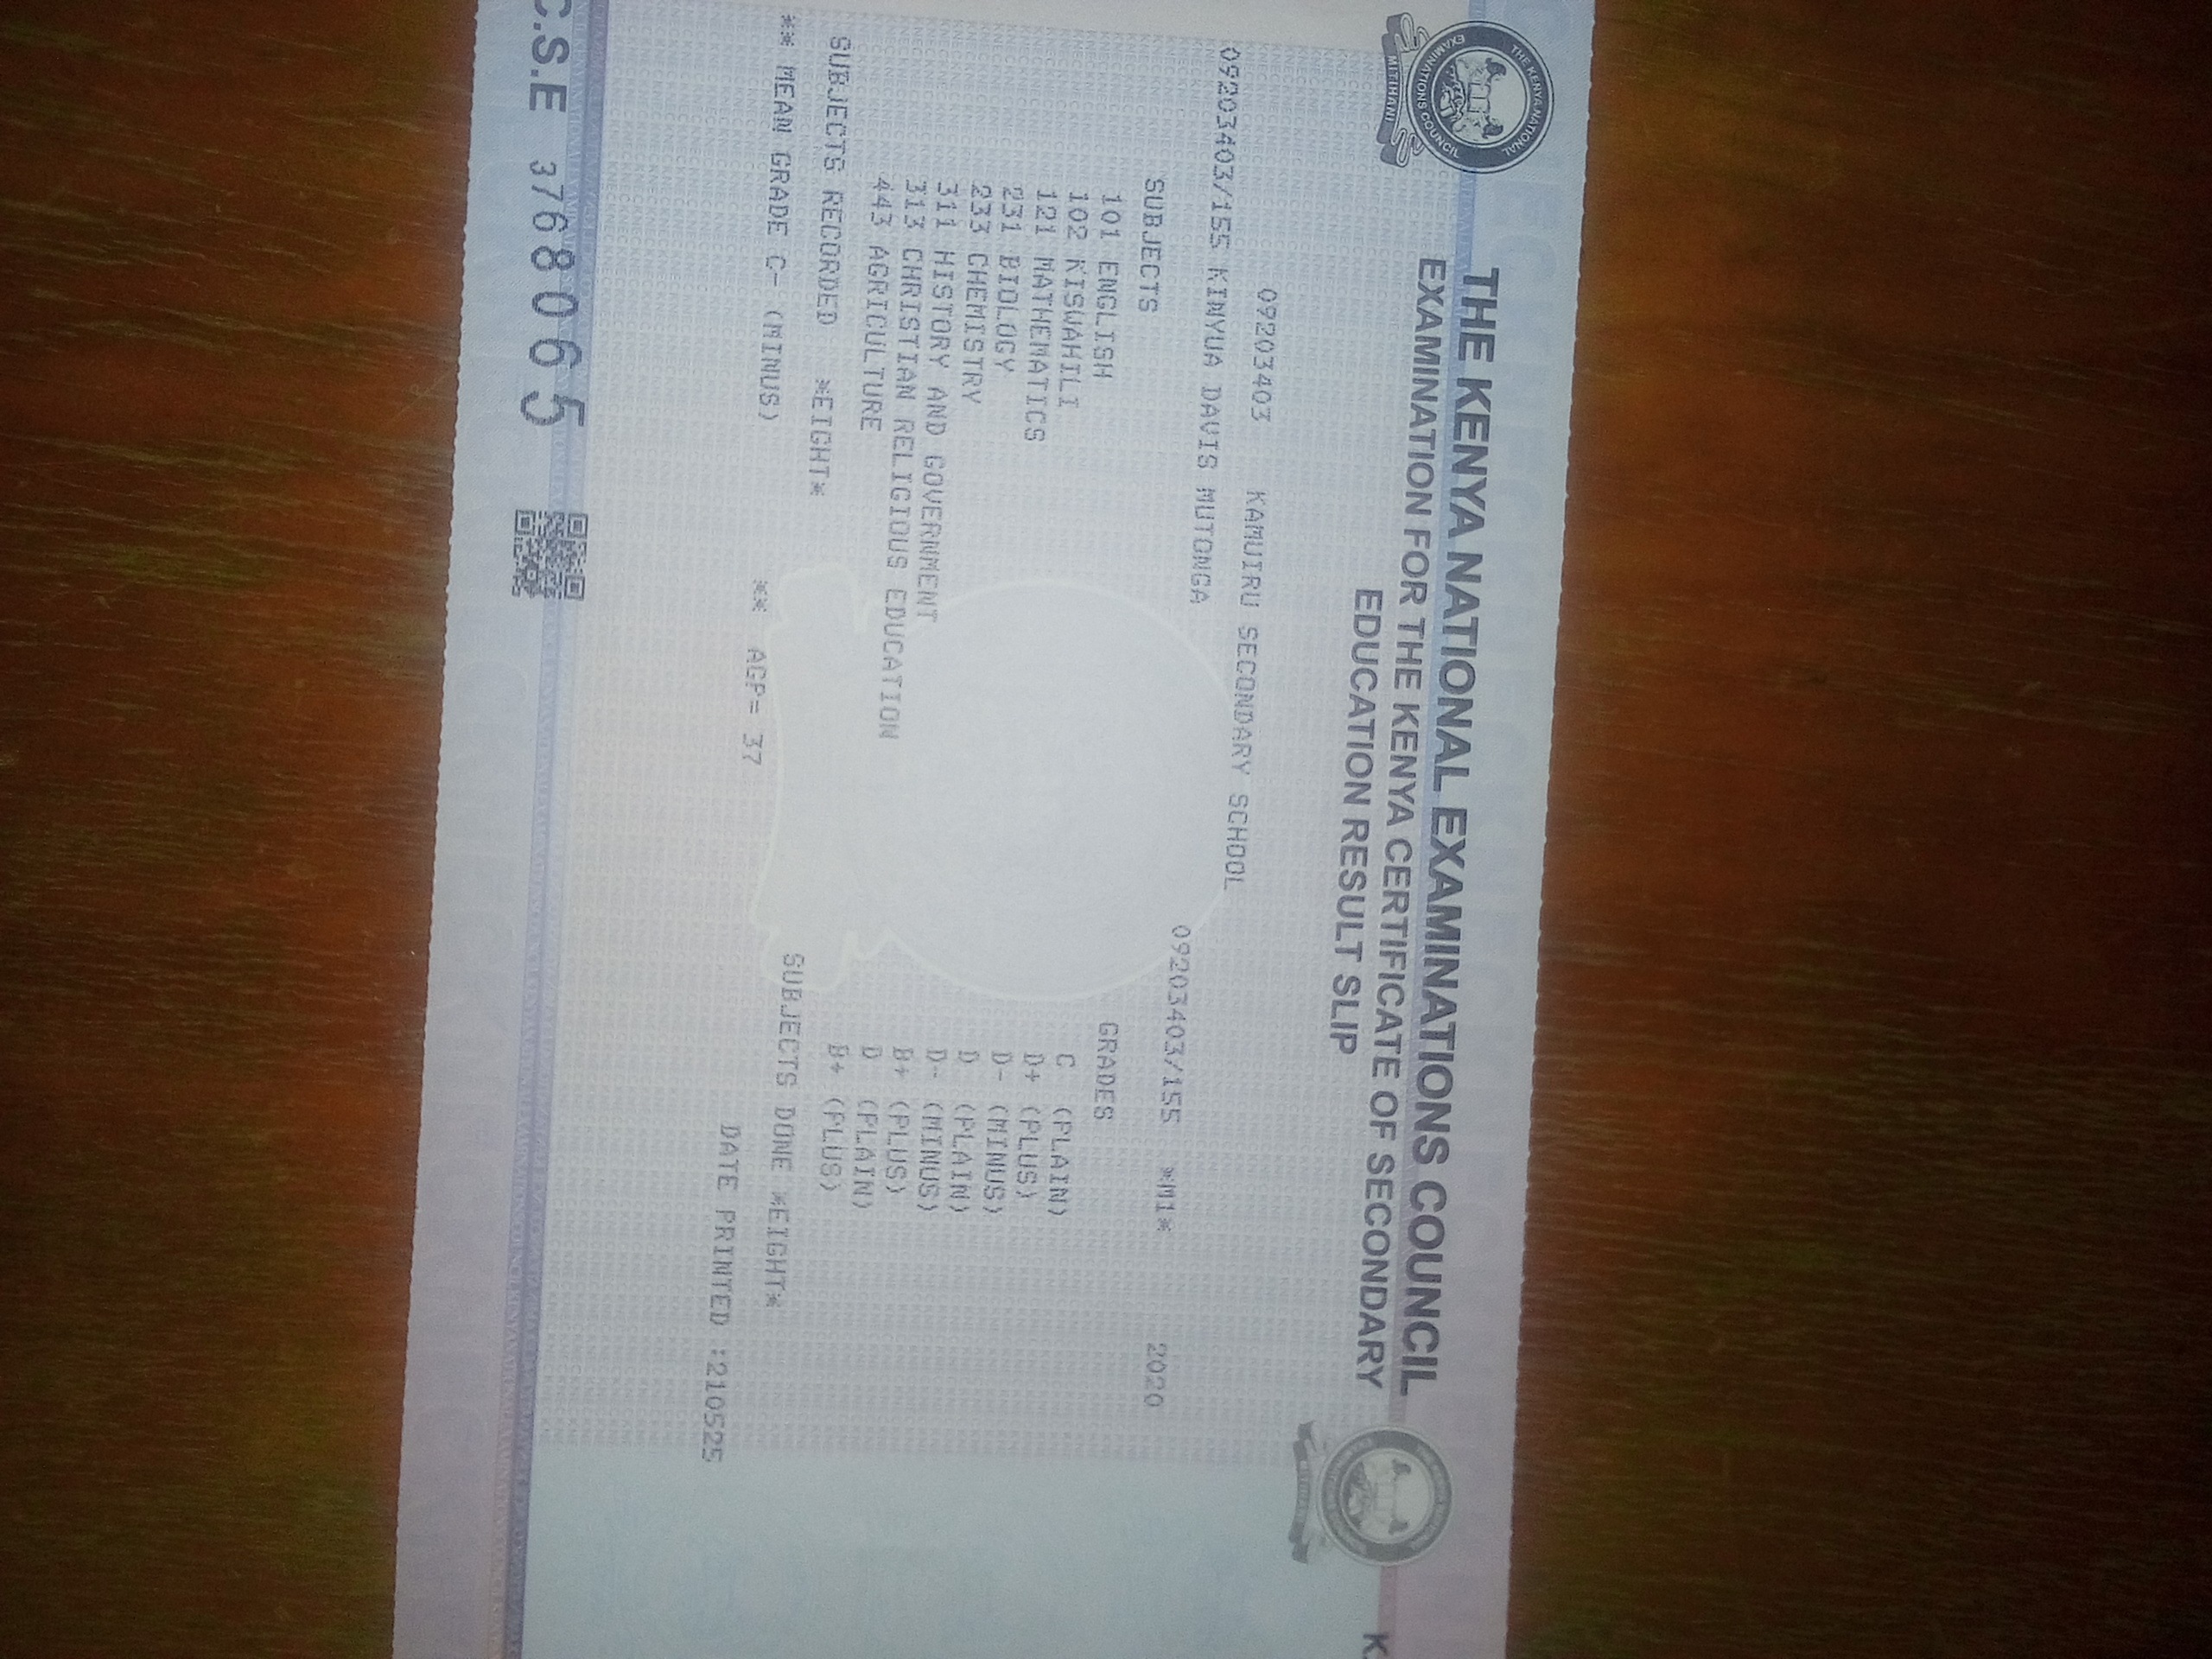 THE KENYA NATIONAL EXAMINATIONS COUNCIL
EXAMINATION FOR THE KENYA CERTIFICATE OF SECONDARY
EDUCATION RESULT SLIP
THE KENYA NATIONAL EXAMINATIONS COUNCIL
MITIHANI
K.
09203403 KAMUIRU SECONDARY SCHOOL
09203403/155 KINYUA DAVIS MUTONGA 09203403/155 *M1* 2020
SUBJECTS GRADES
101 ENGLISH C (PLAIN)
102 KISWAHILI D+ (PLUS)
121 MATHEMATICS D- (MINUS)
231 BIOLOGY D (PLAIN)
233 CHEMISTRY D- (MINUS)
311 HISTORY AND GOVERNMENT B+ (PLUS)
313 CHRISTIAN RELIGIOUS EDUCATION D (PLAIN)
443 AGRICULTURE B+ (PLUS)
SUBJECTS RECORDED *EIGHT* SUBJECTS DONE *EIGHT*
** MEAN GRADE C- (MINUS) ** AGP= 37 DATE PRINTED :210525
C.S.E 3768065